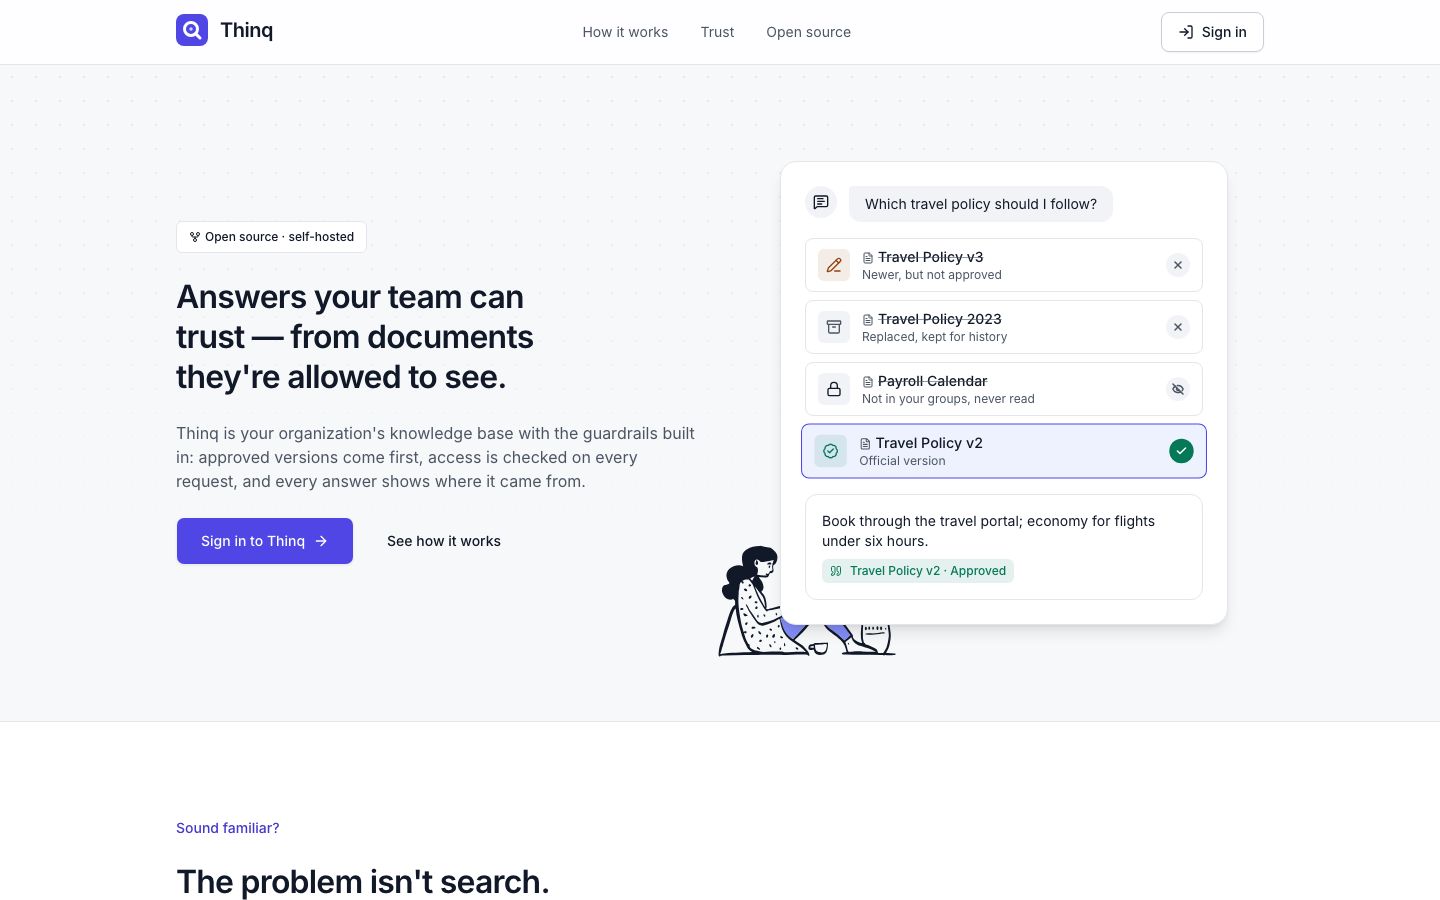 Thinq
How it works
Trust
Open source
Sign in
Open source · self-hosted
Answers your team can
trust — from documents
they're allowed to see.
Thinq is your organization's knowledge base with the guardrails built
in: approved versions come first, access is checked on every
request, and every answer shows where it came from.
Sign in to Thinq
See how it works
Which travel policy should I follow?
Travel Policy v3
Newer, but not approved
Travel Policy 2023
Replaced, kept for history
Payroll Calendar
Not in your groups, never read
Travel Policy v2
Official version
Book through the travel portal; economy for flights
under six hours.
Travel Policy v2 · Approved
Sound familiar?
The problem isn't search.